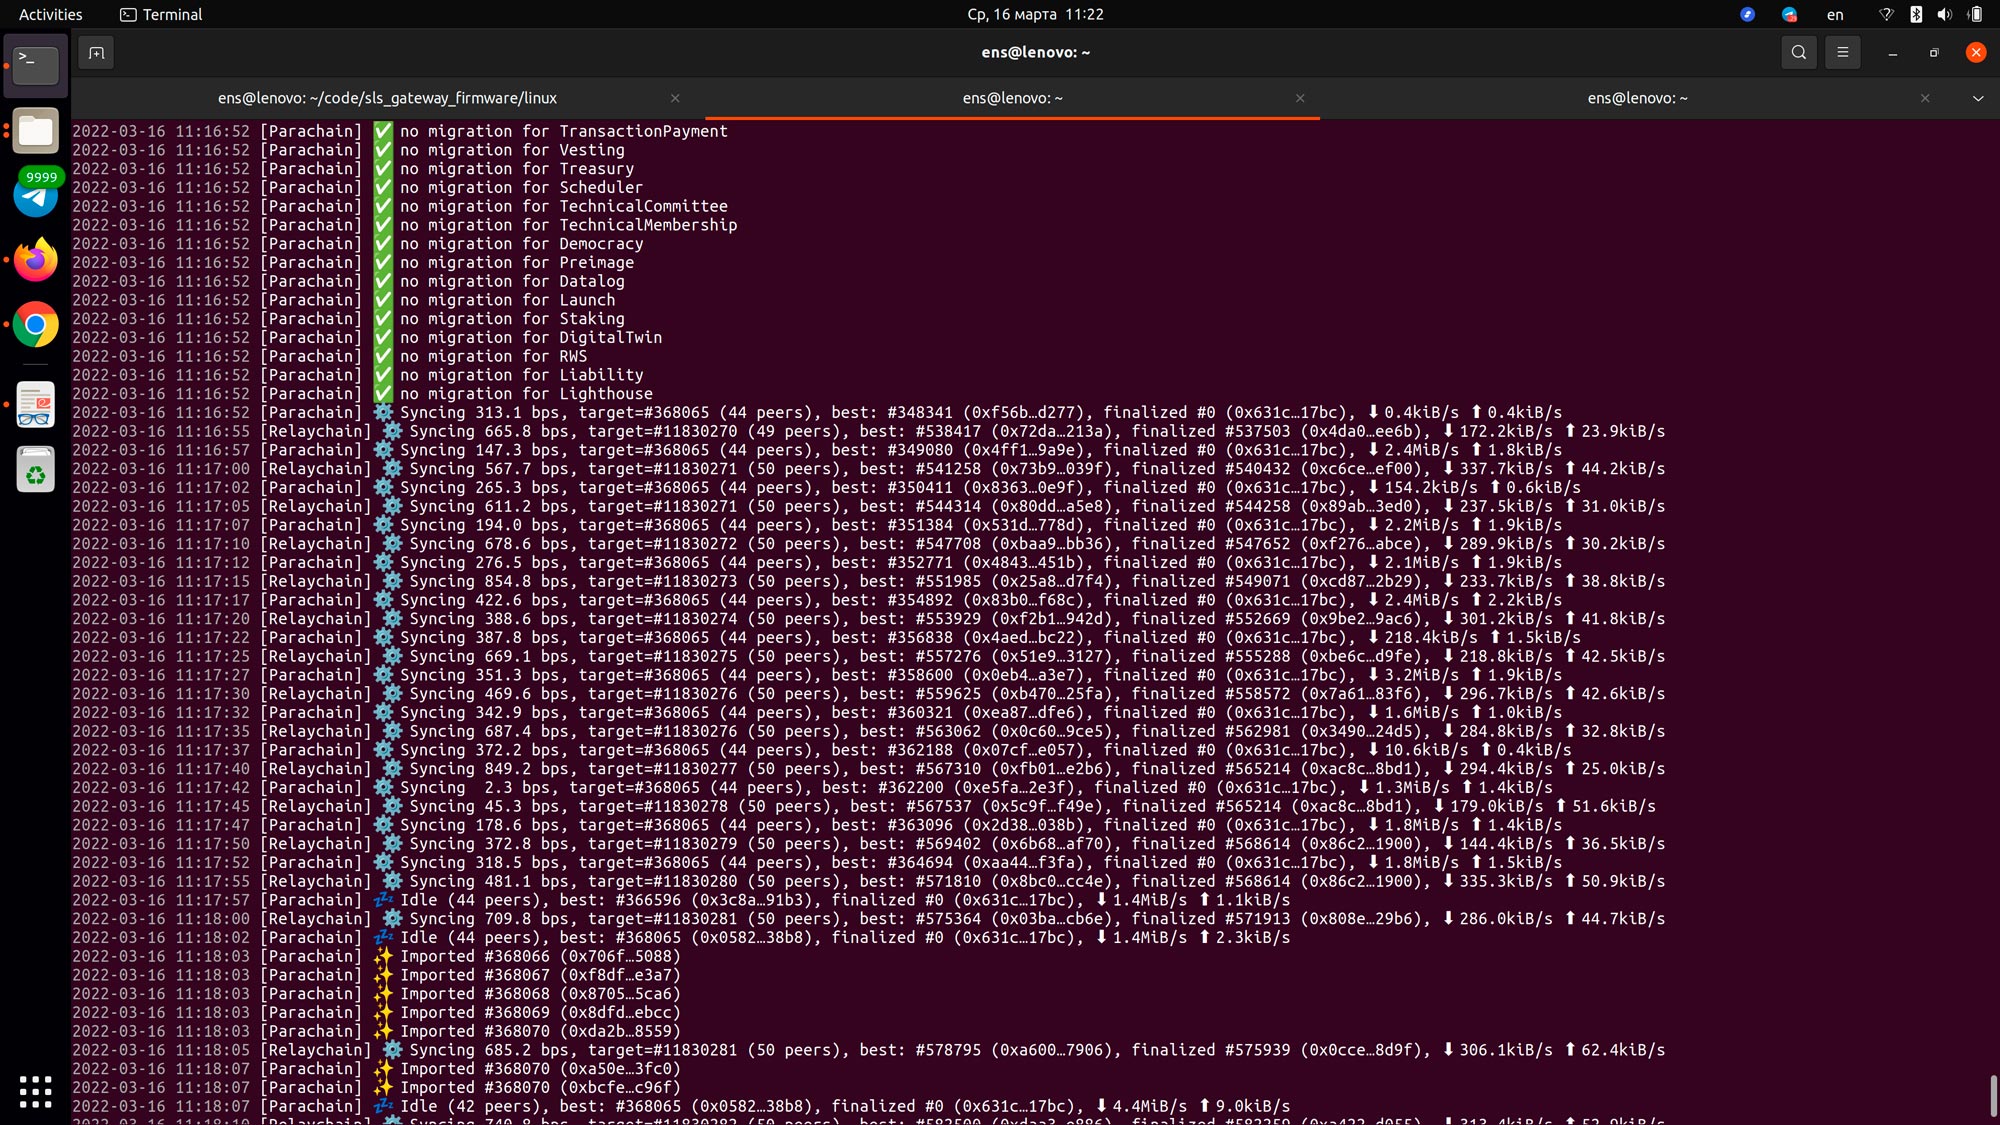 Activities
Terminal
Ср, 16 марта 11:22
en
ens@lenovo: ~
ens@lenovo: ~/code/sls_gateway_firmware/linux
ens@lenovo: ~
ens@lenovo: ~
9999
2022-03-16 11:16:52 [Parachain] ✅ no migration for TransactionPayment
2022-03-16 11:16:52 [Parachain] ✅ no migration for Vesting
2022-03-16 11:16:52 [Parachain] ✅ no migration for Treasury
2022-03-16 11:16:52 [Parachain] ✅ no migration for Scheduler
2022-03-16 11:16:52 [Parachain] ✅ no migration for TechnicalCommittee
2022-03-16 11:16:52 [Parachain] ✅ no migration for TechnicalMembership
2022-03-16 11:16:52 [Parachain] ✅ no migration for Democracy
2022-03-16 11:16:52 [Parachain] ✅ no migration for Preimage
2022-03-16 11:16:52 [Parachain] ✅ no migration for Datalog
2022-03-16 11:16:52 [Parachain] ✅ no migration for Launch
2022-03-16 11:16:52 [Parachain] ✅ no migration for Staking
2022-03-16 11:16:52 [Parachain] ✅ no migration for DigitalTwin
2022-03-16 11:16:52 [Parachain] ✅ no migration for RWS
2022-03-16 11:16:52 [Parachain] ✅ no migration for Liability
2022-03-16 11:16:52 [Parachain] ✅ no migration for Lighthouse
2022-03-16 11:16:52 [Parachain] ⚙️ Syncing 313.1 bps, target=#368065 (44 peers), best: #348341 (0xf56b…d277), finalized #0 (0x631c…17bc), ⬇ 0.4kiB/s ⬆ 0.4kiB/s
2022-03-16 11:16:55 [Relaychain] ⚙️ Syncing 665.8 bps, target=#11830270 (49 peers), best: #538417 (0x72da…213a), finalized #537503 (0x4da0…ee6b), ⬇ 172.2kiB/s ⬆ 23.9kiB/s
2022-03-16 11:16:57 [Parachain] ⚙️ Syncing 147.3 bps, target=#368065 (44 peers), best: #349080 (0x4ff1…9a9e), finalized #0 (0x631c…17bc), ⬇ 2.4MiB/s ⬆ 1.8kiB/s
2022-03-16 11:17:00 [Relaychain] ⚙️ Syncing 567.7 bps, target=#11830271 (50 peers), best: #541258 (0x73b9…039f), finalized #540432 (0xc6ce…ef00), ⬇ 337.7kiB/s ⬆ 44.2kiB/s
2022-03-16 11:17:02 [Parachain] ⚙️ Syncing 265.3 bps, target=#368065 (44 peers), best: #350411 (0x8363…0e9f), finalized #0 (0x631c…17bc), ⬇ 154.2kiB/s ⬆ 0.6kiB/s
2022-03-16 11:17:05 [Relaychain] ⚙️ Syncing 611.2 bps, target=#11830271 (50 peers), best: #544314 (0x80dd…a5e8), finalized #544258 (0x89ab…3ed0), ⬇ 237.5kiB/s ⬆ 31.0kiB/s
2022-03-16 11:17:07 [Parachain] ⚙️ Syncing 194.0 bps, target=#368065 (44 peers), best: #351384 (0x531d…778d), finalized #0 (0x631c…17bc), ⬇ 2.2MiB/s ⬆ 1.9kiB/s
2022-03-16 11:17:10 [Relaychain] ⚙️ Syncing 678.6 bps, target=#11830272 (50 peers), best: #547708 (0xbaa9…bb36), finalized #547652 (0xf276…abce), ⬇ 289.9kiB/s ⬆ 30.2kiB/s
2022-03-16 11:17:12 [Parachain] ⚙️ Syncing 276.5 bps, target=#368065 (44 peers), best: #352771 (0x4843…451b), finalized #0 (0x631c…17bc), ⬇ 2.1MiB/s ⬆ 1.9kiB/s
2022-03-16 11:17:15 [Relaychain] ⚙️ Syncing 854.8 bps, target=#11830273 (50 peers), best: #551985 (0x25a8…d7f4), finalized #549071 (0xcd87…2b29), ⬇ 233.7kiB/s ⬆ 38.8kiB/s
2022-03-16 11:17:17 [Parachain] ⚙️ Syncing 422.6 bps, target=#368065 (44 peers), best: #354892 (0x83b0…f68c), finalized #0 (0x631c…17bc), ⬇ 2.4MiB/s ⬆ 2.2kiB/s
2022-03-16 11:17:20 [Relaychain] ⚙️ Syncing 388.6 bps, target=#11830274 (50 peers), best: #553929 (0xf2b1…942d), finalized #552669 (0x9be2…9ac6), ⬇ 301.2kiB/s ⬆ 41.8kiB/s
2022-03-16 11:17:22 [Parachain] ⚙️ Syncing 387.8 bps, target=#368065 (44 peers), best: #356838 (0x4aed…bc22), finalized #0 (0x631c…17bc), ⬇ 218.4kiB/s ⬆ 1.5kiB/s
2022-03-16 11:17:25 [Relaychain] ⚙️ Syncing 669.1 bps, target=#11830275 (50 peers), best: #557276 (0x51e9…3127), finalized #555288 (0xbe6c…d9fe), ⬇ 218.8kiB/s ⬆ 42.5kiB/s
2022-03-16 11:17:27 [Parachain] ⚙️ Syncing 351.3 bps, target=#368065 (44 peers), best: #358600 (0x0eb4…a3e7), finalized #0 (0x631c…17bc), ⬇ 3.2MiB/s ⬆ 1.9kiB/s
2022-03-16 11:17:30 [Relaychain] ⚙️ Syncing 469.6 bps, target=#11830276 (50 peers), best: #559625 (0xb470…25fa), finalized #558572 (0x7a61…83f6), ⬇ 296.7kiB/s ⬆ 42.6kiB/s
2022-03-16 11:17:32 [Parachain] ⚙️ Syncing 342.9 bps, target=#368065 (44 peers), best: #360321 (0xea87…dfe6), finalized #0 (0x631c…17bc), ⬇ 1.6MiB/s ⬆ 1.0kiB/s
2022-03-16 11:17:35 [Relaychain] ⚙️ Syncing 687.4 bps, target=#11830276 (50 peers), best: #563062 (0x0c60…9ce5), finalized #562981 (0x3490…24d5), ⬇ 284.8kiB/s ⬆ 32.8kiB/s
2022-03-16 11:17:37 [Parachain] ⚙️ Syncing 372.2 bps, target=#368065 (44 peers), best: #362188 (0x07cf…e057), finalized #0 (0x631c…17bc), ⬇ 10.6kiB/s ⬆ 0.4kiB/s
2022-03-16 11:17:40 [Relaychain] ⚙️ Syncing 849.2 bps, target=#11830277 (50 peers), best: #567310 (0xfb01…e2b6), finalized #565214 (0xac8c…8bd1), ⬇ 294.4kiB/s ⬆ 25.0kiB/s
2022-03-16 11:17:42 [Parachain] ⚙️ Syncing  2.3 bps, target=#368065 (44 peers), best: #362200 (0xe5fa…2e3f), finalized #0 (0x631c…17bc), ⬇ 1.3MiB/s ⬆ 1.4kiB/s
2022-03-16 11:17:45 [Relaychain] ⚙️ Syncing 45.3 bps, target=#11830278 (50 peers), best: #567537 (0x5c9f…f49e), finalized #565214 (0xac8c…8bd1), ⬇ 179.0kiB/s ⬆ 51.6kiB/s
2022-03-16 11:17:47 [Parachain] ⚙️ Syncing 178.6 bps, target=#368065 (44 peers), best: #363096 (0x2d38…038b), finalized #0 (0x631c…17bc), ⬇ 1.8MiB/s ⬆ 1.4kiB/s
2022-03-16 11:17:50 [Relaychain] ⚙️ Syncing 372.8 bps, target=#11830279 (50 peers), best: #569402 (0x6b68…af70), finalized #568614 (0x86c2…1900), ⬇ 144.4kiB/s ⬆ 36.5kiB/s
2022-03-16 11:17:52 [Parachain] ⚙️ Syncing 318.5 bps, target=#368065 (44 peers), best: #364694 (0xaa44…f3fa), finalized #0 (0x631c…17bc), ⬇ 1.8MiB/s ⬆ 1.5kiB/s
2022-03-16 11:17:55 [Relaychain] ⚙️ Syncing 481.1 bps, target=#11830280 (50 peers), best: #571810 (0x8bc0…cc4e), finalized #568614 (0x86c2…1900), ⬇ 335.3kiB/s ⬆ 50.9kiB/s
2022-03-16 11:17:57 [Parachain] 💤 Idle (44 peers), best: #366596 (0x3c8a…91b3), finalized #0 (0x631c…17bc), ⬇ 1.4MiB/s ⬆ 1.1kiB/s
2022-03-16 11:18:00 [Relaychain] ⚙️ Syncing 709.8 bps, target=#11830281 (50 peers), best: #575364 (0x03ba…cb6e), finalized #571913 (0x808e…29b6), ⬇ 286.0kiB/s ⬆ 44.7kiB/s
2022-03-16 11:18:02 [Parachain] 💤 Idle (44 peers), best: #368065 (0x0582…38b8), finalized #0 (0x631c…17bc), ⬇ 1.4MiB/s ⬆ 2.3kiB/s
2022-03-16 11:18:03 [Parachain] ✨ Imported #368066 (0x706f…5088)
2022-03-16 11:18:03 [Parachain] ✨ Imported #368067 (0xf8df…e3a7)
2022-03-16 11:18:03 [Parachain] ✨ Imported #368068 (0x8705…5ca6)
2022-03-16 11:18:03 [Parachain] ✨ Imported #368069 (0x8dfd…ebcc)
2022-03-16 11:18:03 [Parachain] ✨ Imported #368070 (0xda2b…8559)
2022-03-16 11:18:05 [Relaychain] ⚙️ Syncing 685.2 bps, target=#11830281 (50 peers), best: #578795 (0xa600…7906), finalized #575939 (0x0cce…8d9f), ⬇ 306.1kiB/s ⬆ 62.4kiB/s
2022-03-16 11:18:07 [Parachain] ✨ Imported #368070 (0xa50e…3fc0)
2022-03-16 11:18:07 [Parachain] ✨ Imported #368070 (0xbcfe…c96f)
2022-03-16 11:18:07 [Parachain] 💤 Idle (42 peers), best: #368065 (0x0582…38b8), finalized #0 (0x631c…17bc), ⬇ 4.4MiB/s ⬆ 9.0kiB/s